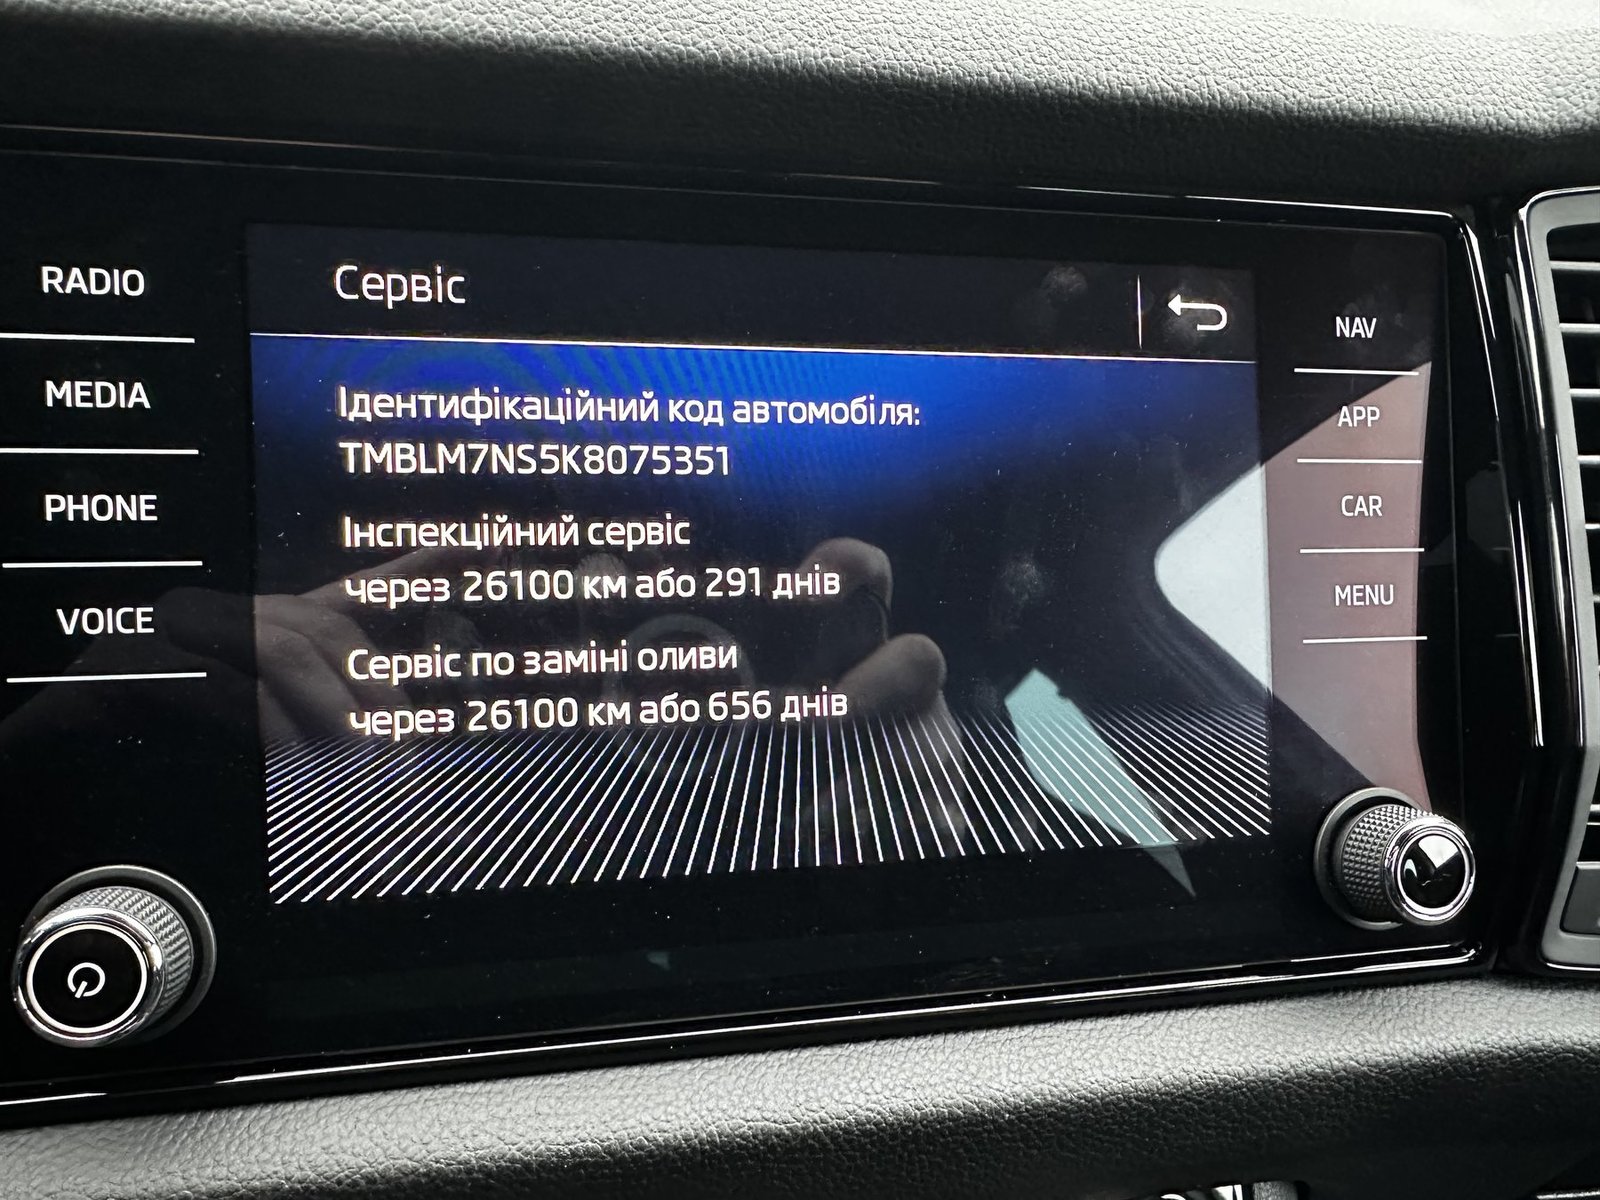 RADIO
MEDIA
PHONE
VOICE
Сервіс
Ідентифікаційний код автомобіля:
TMBLM7NS5K8075351
Інспекційний сервіс
через 26100 км або 291 днів
Сервіс по заміні оливи
через 26100 км або 656 днів
NAV
APP
CAR
MENU